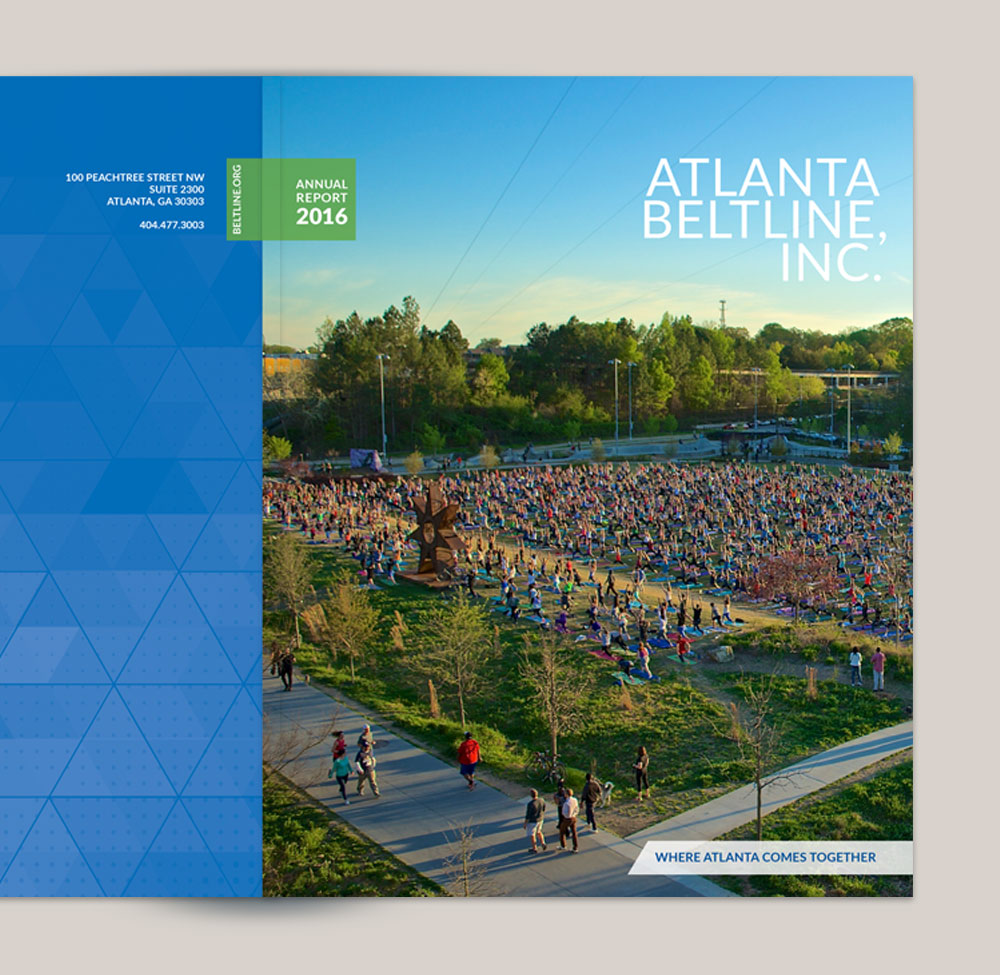 100 PEACHTREE STREET NW
SUITE 2300
ATLANTA, GA 30303
404.477.3003
BELTLINE.ORG
ANNUAL
REPORT
2016
ATLANTA
BELTLINE,
INC.
WHERE ATLANTA COMES TOGETHER